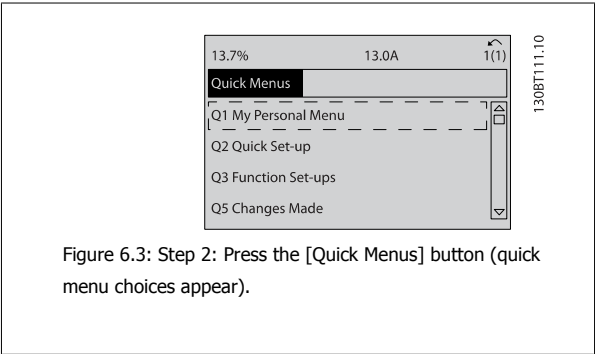 13.7% 13.0A 1(1)
Quick Menus
Q1 My Personal Menu
Q2 Quick Set-up
Q3 Function Set-ups
Q5 Changes Made
130BT111.10
Figure 6.3: Step 2: Press the [Quick Menus] button (quick
menu choices appear).